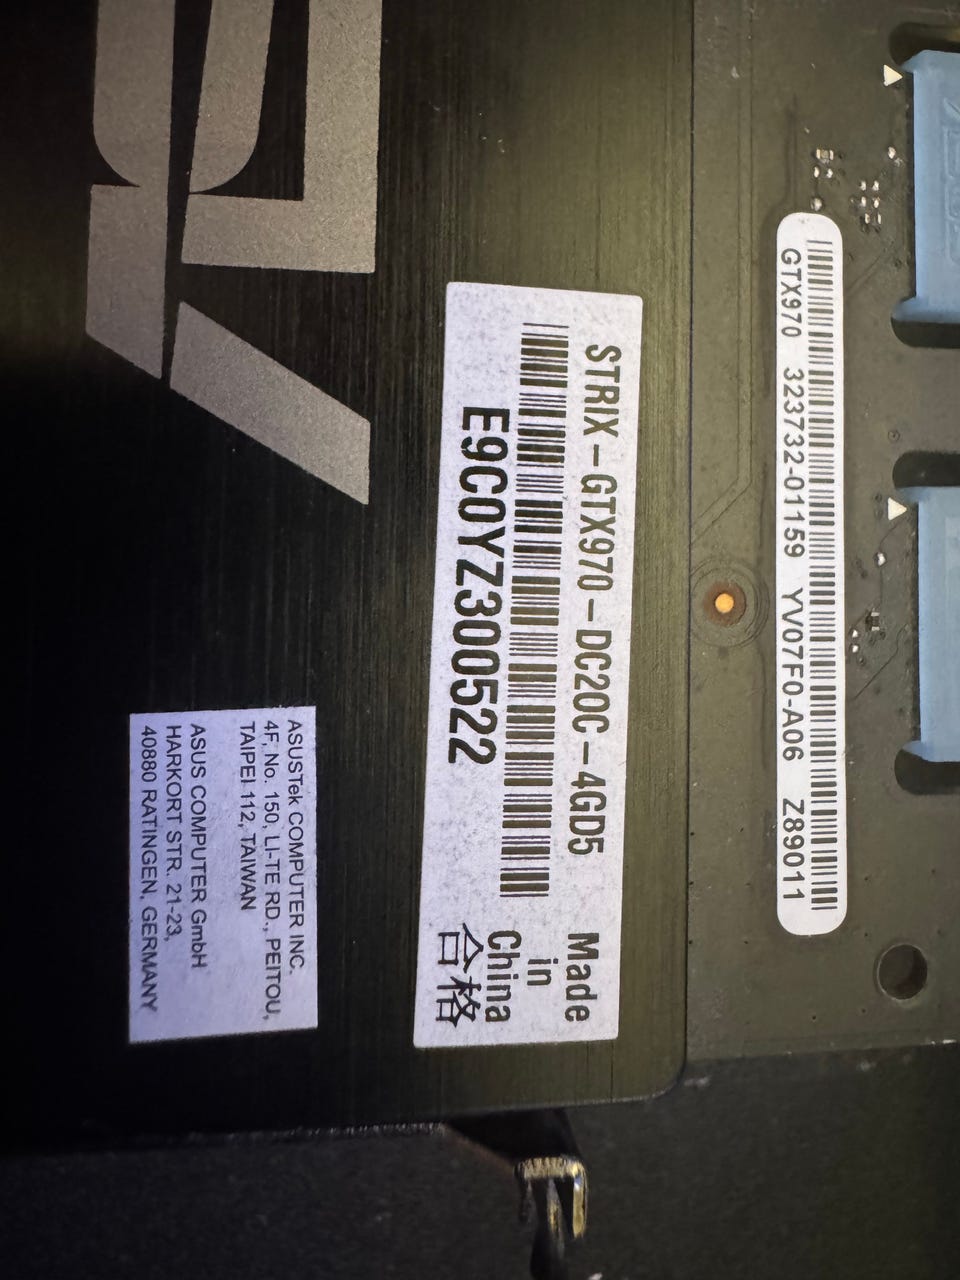 GTX970 323732-01159 YV07F0-A06 Z89011
STRIX-GTX970-DC2OC-4GD5
E9C0YZ300522
Made
in
China
合格
ASUSTek COMPUTER INC.
4F, No. 150, LI-TE RD., PEITOU,
TAIPEI 112, TAIWAN
ASUS COMPUTER GmbH
HARKORT STR. 21-23,
40880 RATINGEN, GERMANY